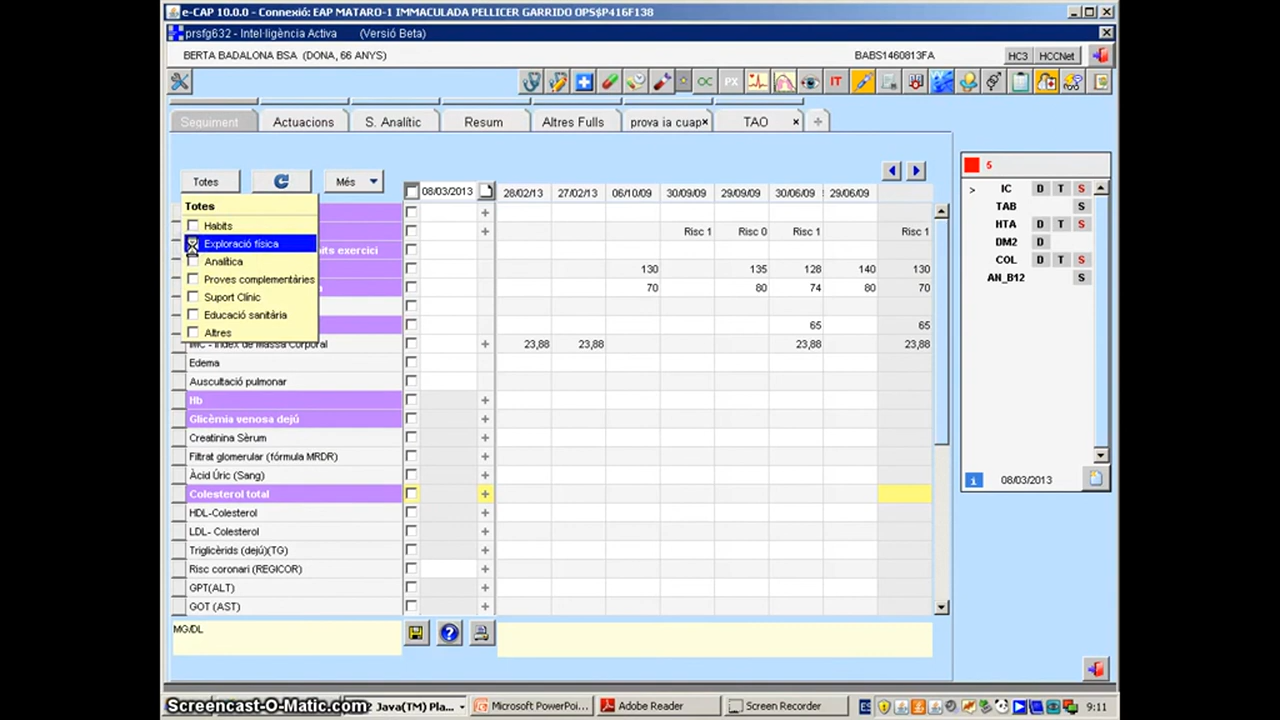 e-CAP 10.0.0 - Connexió: EAP MATARO-1 IMMACULADA PELLICER GARRIDO OPS$P416F138
prsfg632 - Intel·ligència Activa (Versió Beta)
BERTA BADALONA BSA (DONA, 66 ANYS) BABS1460813FA HC3 HCCNet
PX IT
Seguiment Actuacions S. Analític Resum Altres Fulls prova ia cuap× TAO × +
5
Totes Més 08/03/2013 28/02/13 27/02/13 06/10/09 30/09/09 29/09/09 30/06/09 29/06/09
> IC D T S
TAB S
HTA D T S
DM2 D
COL D T S
AN_B12 S
08/03/2013
Totes
Habits
Exploració física
Analítica
Proves complementàries
Suport Clínic
Educació sanitària
Altres
+
+ Risc 1 Risc 0 Risc 1 Risc 1
bits exercici
130 135 128 140 130
70 80 74 80 70
65 65
IMC - Index de Massa Corporal + 23,88 23,88 23,88 23,88
Edema
Auscultació pulmonar
Hb +
Glicèmia venosa dejú +
Creatinina Sèrum +
Filtrat glomerular (fórmula MRDR) +
Àcid Úric (Sang) +
Colesterol total +
HDL-Colesterol +
LDL- Colesterol +
Triglicèrids (dejú)(TG) +
Risc coronari (REGICOR) +
GPT(ALT) +
GOT (AST) +
MG/DL
Screencast-O-Matic.com
2 Java(TM) Pla... Microsoft PowerPoi... Adobe Reader Screen Recorder ES 9:11